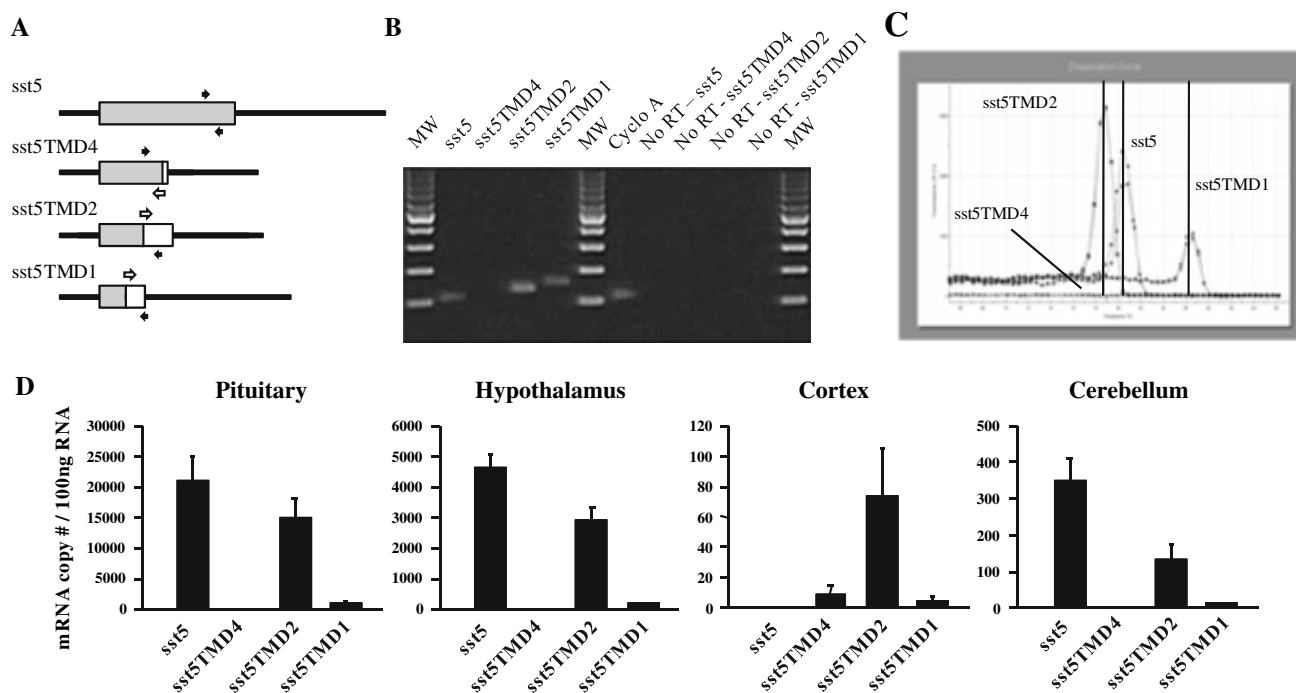 A
sst5
sst5TMD4
sst5TMD2
sst5TMD1
B
MW
sst5
sst5TMD4
sst5TMD2
sst5TMD1
MW
Cyclo A
No RT – sst5
No RT - sst5TMD4
No RT - sst5TMD2
No RT - sst5TMD1
MW
C
Dissociation Curve
sst5TMD2
sst5
sst5TMD1
sst5TMD4
D
mRNA copy # / 100ng RNA
Pituitary
30000
25000
20000
15000
10000
5000
0
sst5
sst5TMD4
sst5TMD2
sst5TMD1
Hypothalamus
6000
5000
4000
3000
2000
1000
0
sst5
sst5TMD4
sst5TMD2
sst5TMD1
Cortex
120
100
80
60
40
20
0
sst5
sst5TMD4
sst5TMD2
sst5TMD1
Cerebellum
500
400
300
200
100
0
sst5
sst5TMD4
sst5TMD2
sst5TMD1